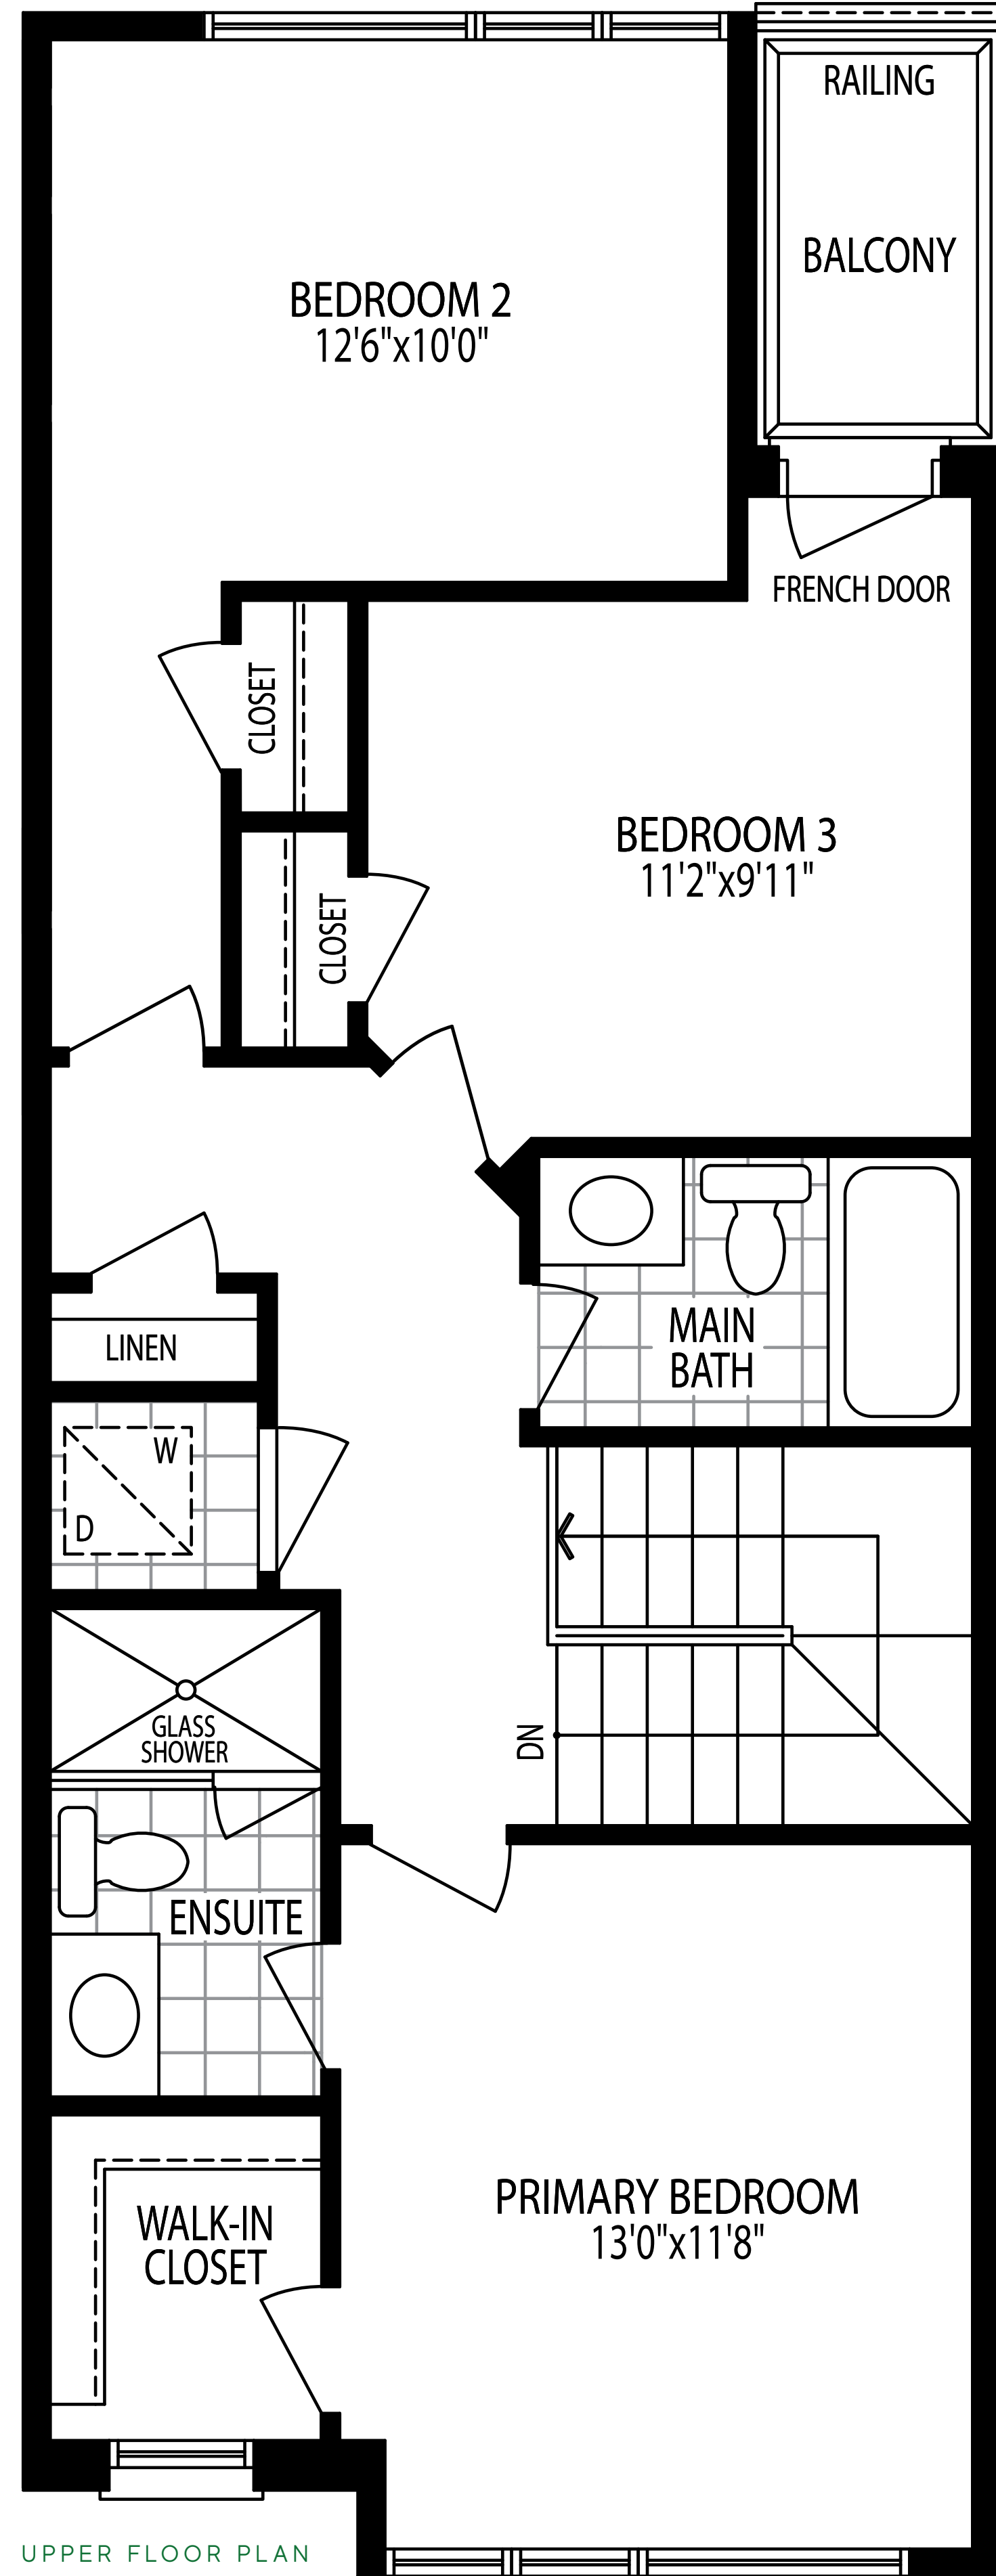 RAILING
BALCONY
BEDROOM 2
12'6"x10'0"
FRENCH DOOR
CLOSET
BEDROOM 3
11'2"x9'11"
CLOSET
MAIN
BATH
LINEN
W
D
GLASS
SHOWER
DN
ENSUITE
PRIMARY BEDROOM
13'0"x11'8"
WALK-IN
CLOSET
UPPER FLOOR PLAN